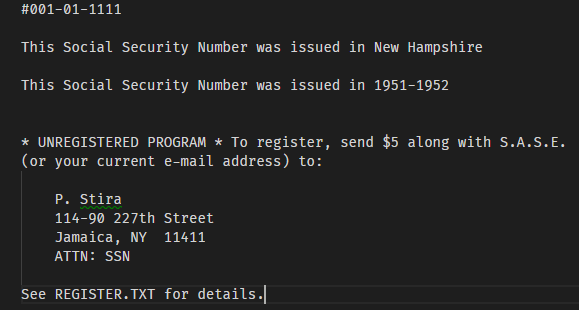 #001-01-1111
This Social Security Number was issued in New Hampshire
This Social Security Number was issued in 1951-1952
* UNREGISTERED PROGRAM * To register, send $5 along with S.A.S.E.
(or your current e-mail address) to:
P. Stira
114-90 227th Street
Jamaica, NY  11411
ATTN: SSN
See REGISTER.TXT for details.